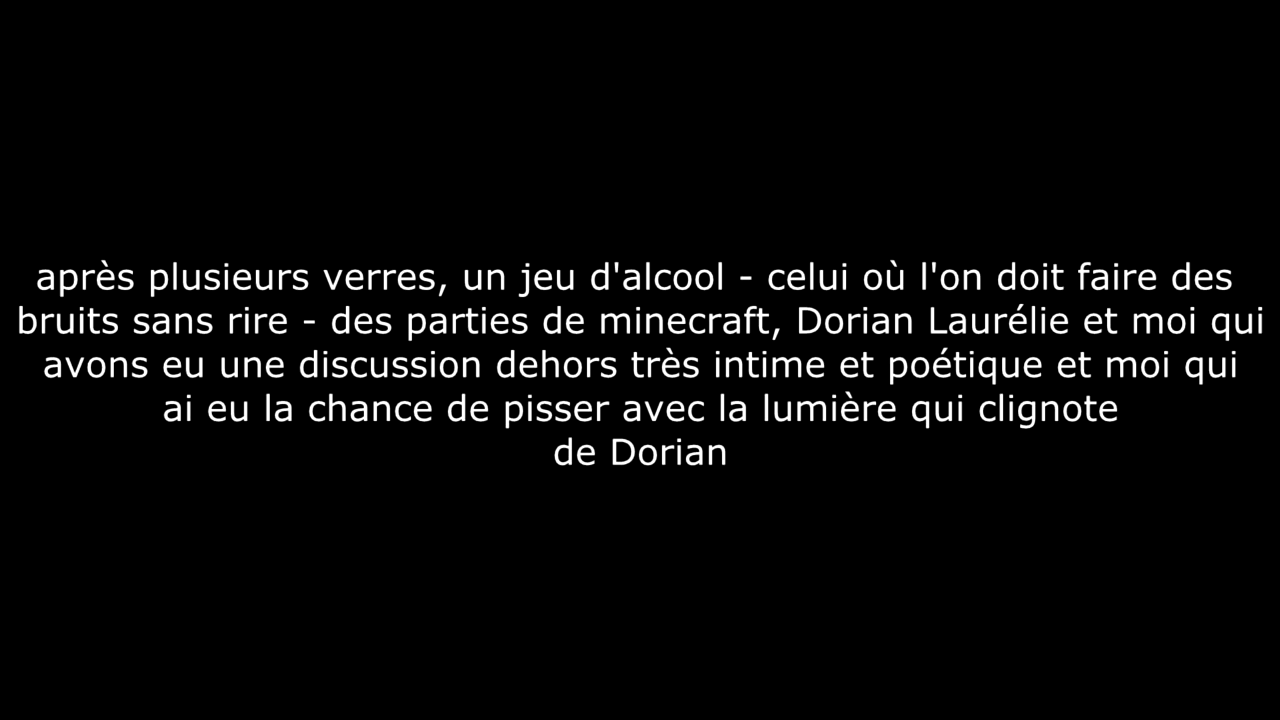 après plusieurs verres, un jeu d'alcool - celui où l'on doit faire des
bruits sans rire - des parties de minecraft, Dorian Laurélie et moi qui
avons eu une discussion dehors très intime et poétique et moi qui
ai eu la chance de pisser avec la lumière qui clignote
de Dorian